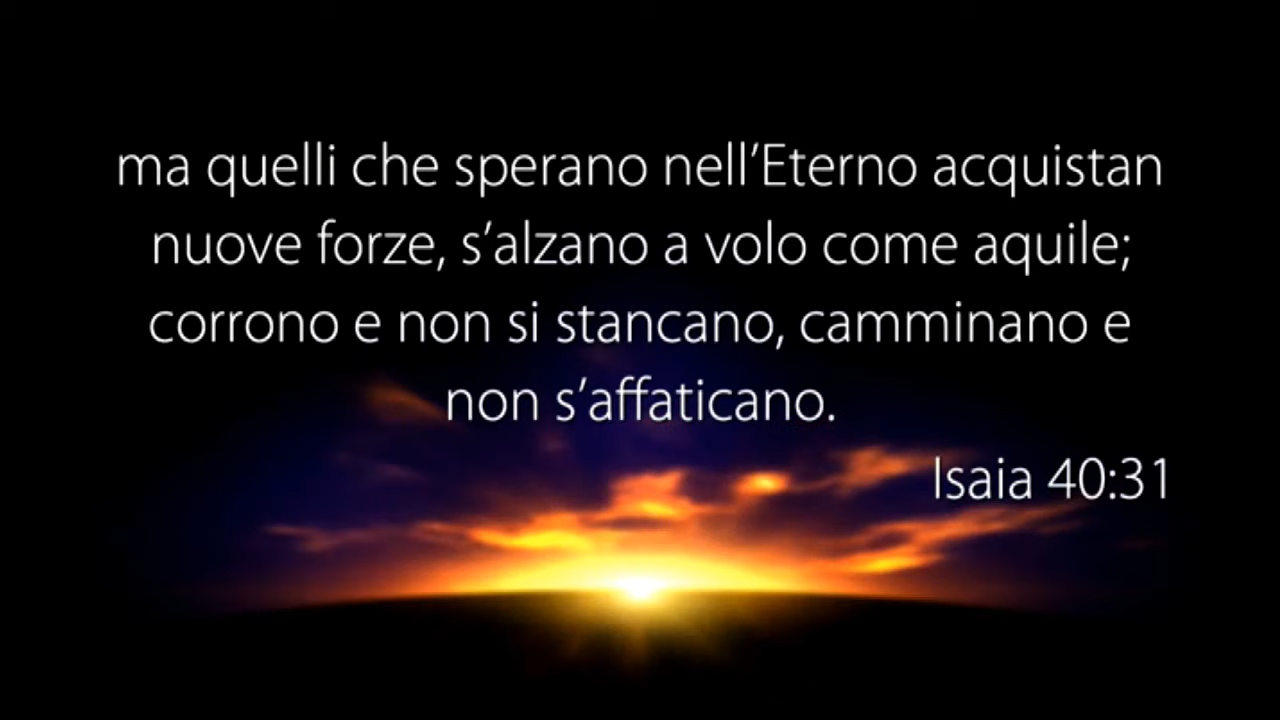 ma quelli che sperano nell’Eterno acquistan
nuove forze, s’alzano a volo come aquile;
corrono e non si stancano, camminano e
non s’affaticano.
Isaia 40:31